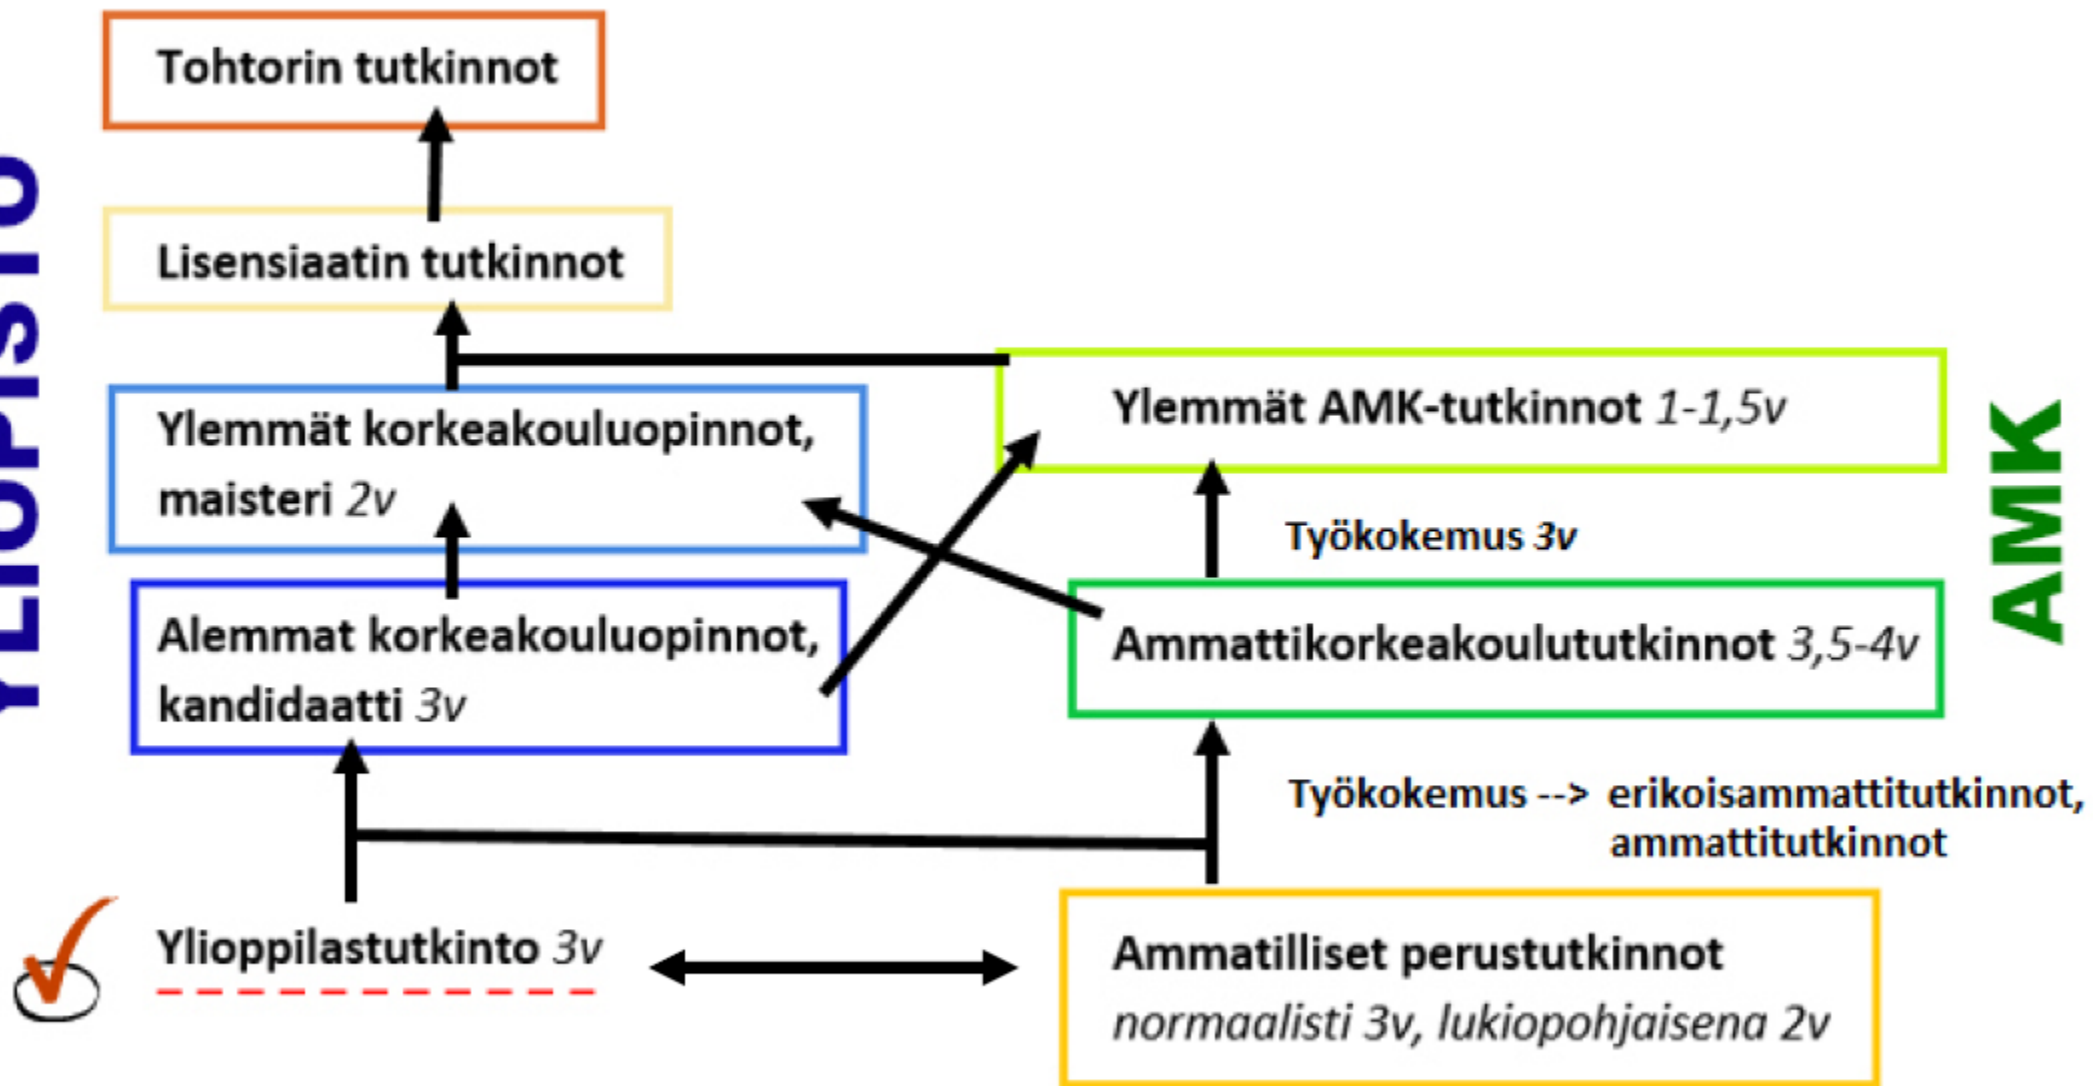 YLIOPISTO
Tohtorin tutkinnot
Lisensiaatin tutkinnot
Ylemmät korkeakouluopinnot,
maisteri 2v
Alemmat korkeakouluopinnot,
kandidaatti 3v
Ylioppilastutkinto 3v
Ylemmät AMK-tutkinnot 1-1,5v
Työkokemus 3v
Ammattikorkeakoulututkinnot 3,5-4v
Työkokemus --> erikoisammattitutkinnot,
ammattitutkinnot
Ammatilliset perustutkinnot
normaalisti 3v, lukiopohjaisena 2v
AMK